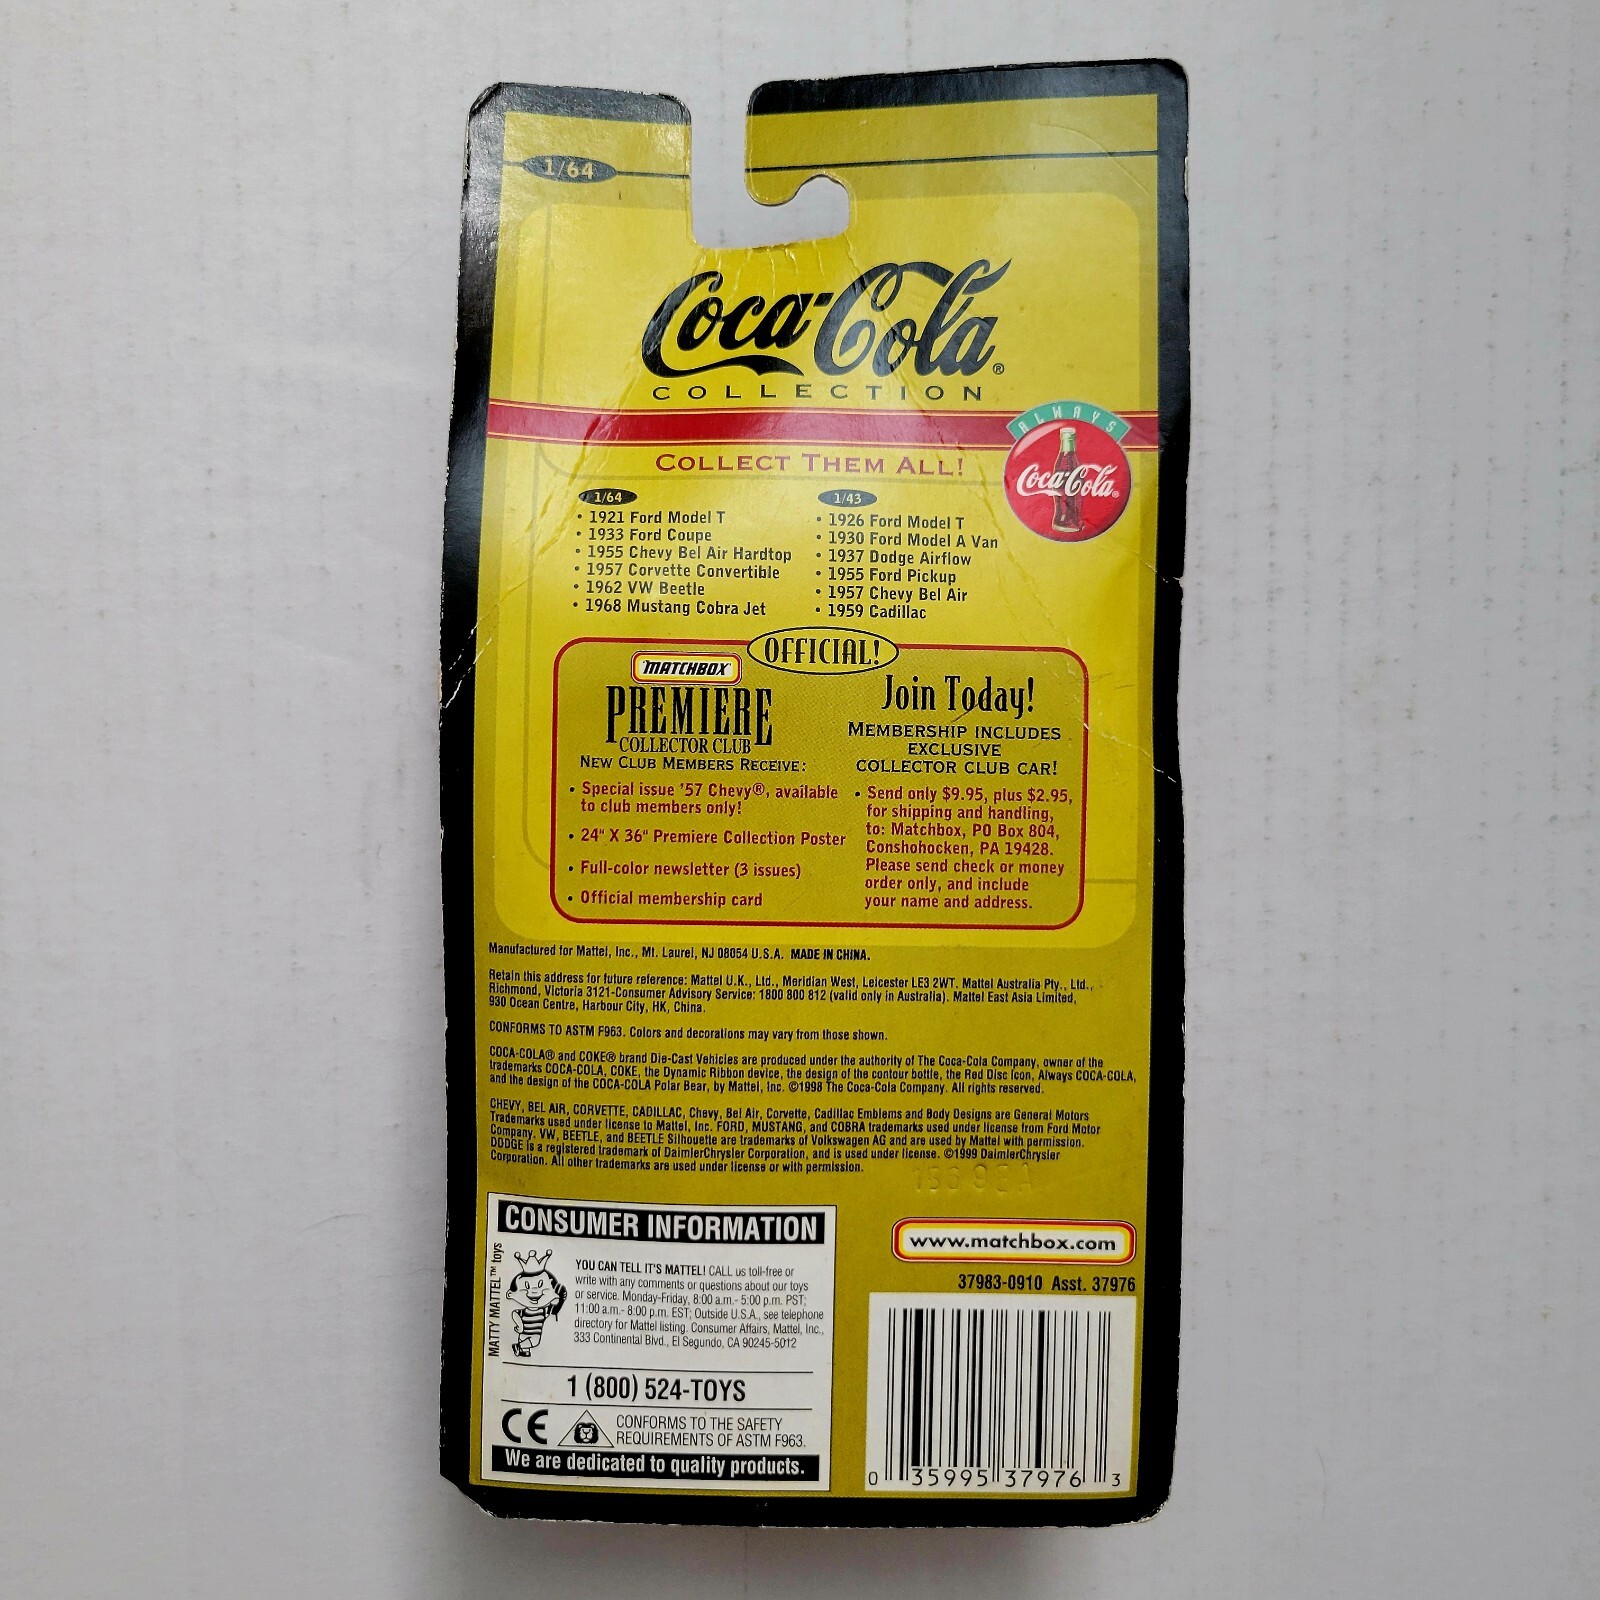 1/64
Coca-Cola®
COLLECTION
ALWAYS
Coca-Cola®
COLLECT THEM ALL!
1/64
• 1921 Ford Model T
• 1933 Ford Coupe
• 1955 Chevy Bel Air Hardtop
• 1957 Corvette Convertible
• 1962 VW Beetle
• 1968 Mustang Cobra Jet
1/43
• 1926 Ford Model T
• 1930 Ford Model A Van
• 1937 Dodge Airflow
• 1955 Ford Pickup
• 1957 Chevy Bel Air
• 1959 Cadillac
OFFICIAL!
MATCHBOX
PREMIERE
COLLECTOR CLUB
NEW CLUB MEMBERS RECEIVE:
• Special issue '57 Chevy®, available
to club members only!
• 24" X 36" Premiere Collection Poster
• Full-color newsletter (3 issues)
• Official membership card
Join Today!
MEMBERSHIP INCLUDES
EXCLUSIVE
COLLECTOR CLUB CAR!
• Send only $9.95, plus $2.95,
for shipping and handling,
to: Matchbox, PO Box 804,
Conshohocken, PA 19428.
Please send check or money
order only, and include
your name and address.
Manufactured for Mattel, Inc., Mt. Laurel, NJ 08054 U.S.A. MADE IN CHINA.
Retain this address for future reference: Mattel U.K., Ltd., Meridian West, Leicester LE3 2WT. Mattel Australia Pty., Ltd.,
Richmond, Victoria 3121-Consumer Advisory Service: 1800 800 812 (valid only in Australia). Mattel East Asia Limited,
930 Ocean Centre, Harbour City, HK, China.
CONFORMS TO ASTM F963. Colors and decorations may vary from those shown.
COCA-COLA® and COKE® brand Die-Cast Vehicles are produced under the authority of The Coca-Cola Company, owner of the
trademarks COCA-COLA, COKE, the Dynamic Ribbon device, the design of the contour bottle, the Red Disc Icon, Always COCA-COLA,
and the design of the COCA-COLA Polar Bear, by Mattel, Inc. ©1998 The Coca-Cola Company. All rights reserved.
CHEVY, BEL AIR, CORVETTE, CADILLAC, Chevy, Bel Air, Corvette, Cadillac Emblems and Body Designs are General Motors
Trademarks used under license to Mattel, Inc. FORD, MUSTANG, and COBRA trademarks used under license from Ford Motor
Company. VW, BEETLE, and BEETLE Silhouette are trademarks of Volkswagen AG and are used by Mattel with permission.
DODGE is a registered trademark of DaimlerChrysler Corporation, and is used under license. ©1999 DaimlerChrysler
Corporation. All other trademarks are used under license or with permission.
CONSUMER INFORMATION
MATTY MATTEL™ toys
YOU CAN TELL IT'S MATTEL! CALL us toll-free or
write with any comments or questions about our toys
or service. Monday-Friday, 8:00 a.m.- 5:00 p.m. PST;
11:00 a.m.- 8:00 p.m. EST; Outside U.S.A., see telephone
directory for Mattel listing. Consumer Affairs, Mattel, Inc.,
333 Continental Blvd., El Segundo, CA 90245-5012
1 (800) 524-TOYS
CE
CONFORMS TO THE SAFETY
REQUIREMENTS OF ASTM F963.
We are dedicated to quality products.
www.matchbox.com
37983-0910 Asst. 37976
0 35995 37976 3